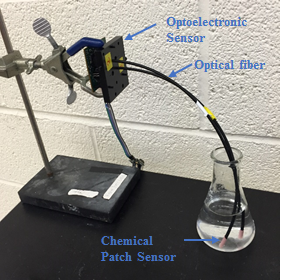 Optoelectronic
Sensor
Optical fiber
Chemical
Patch Sensor